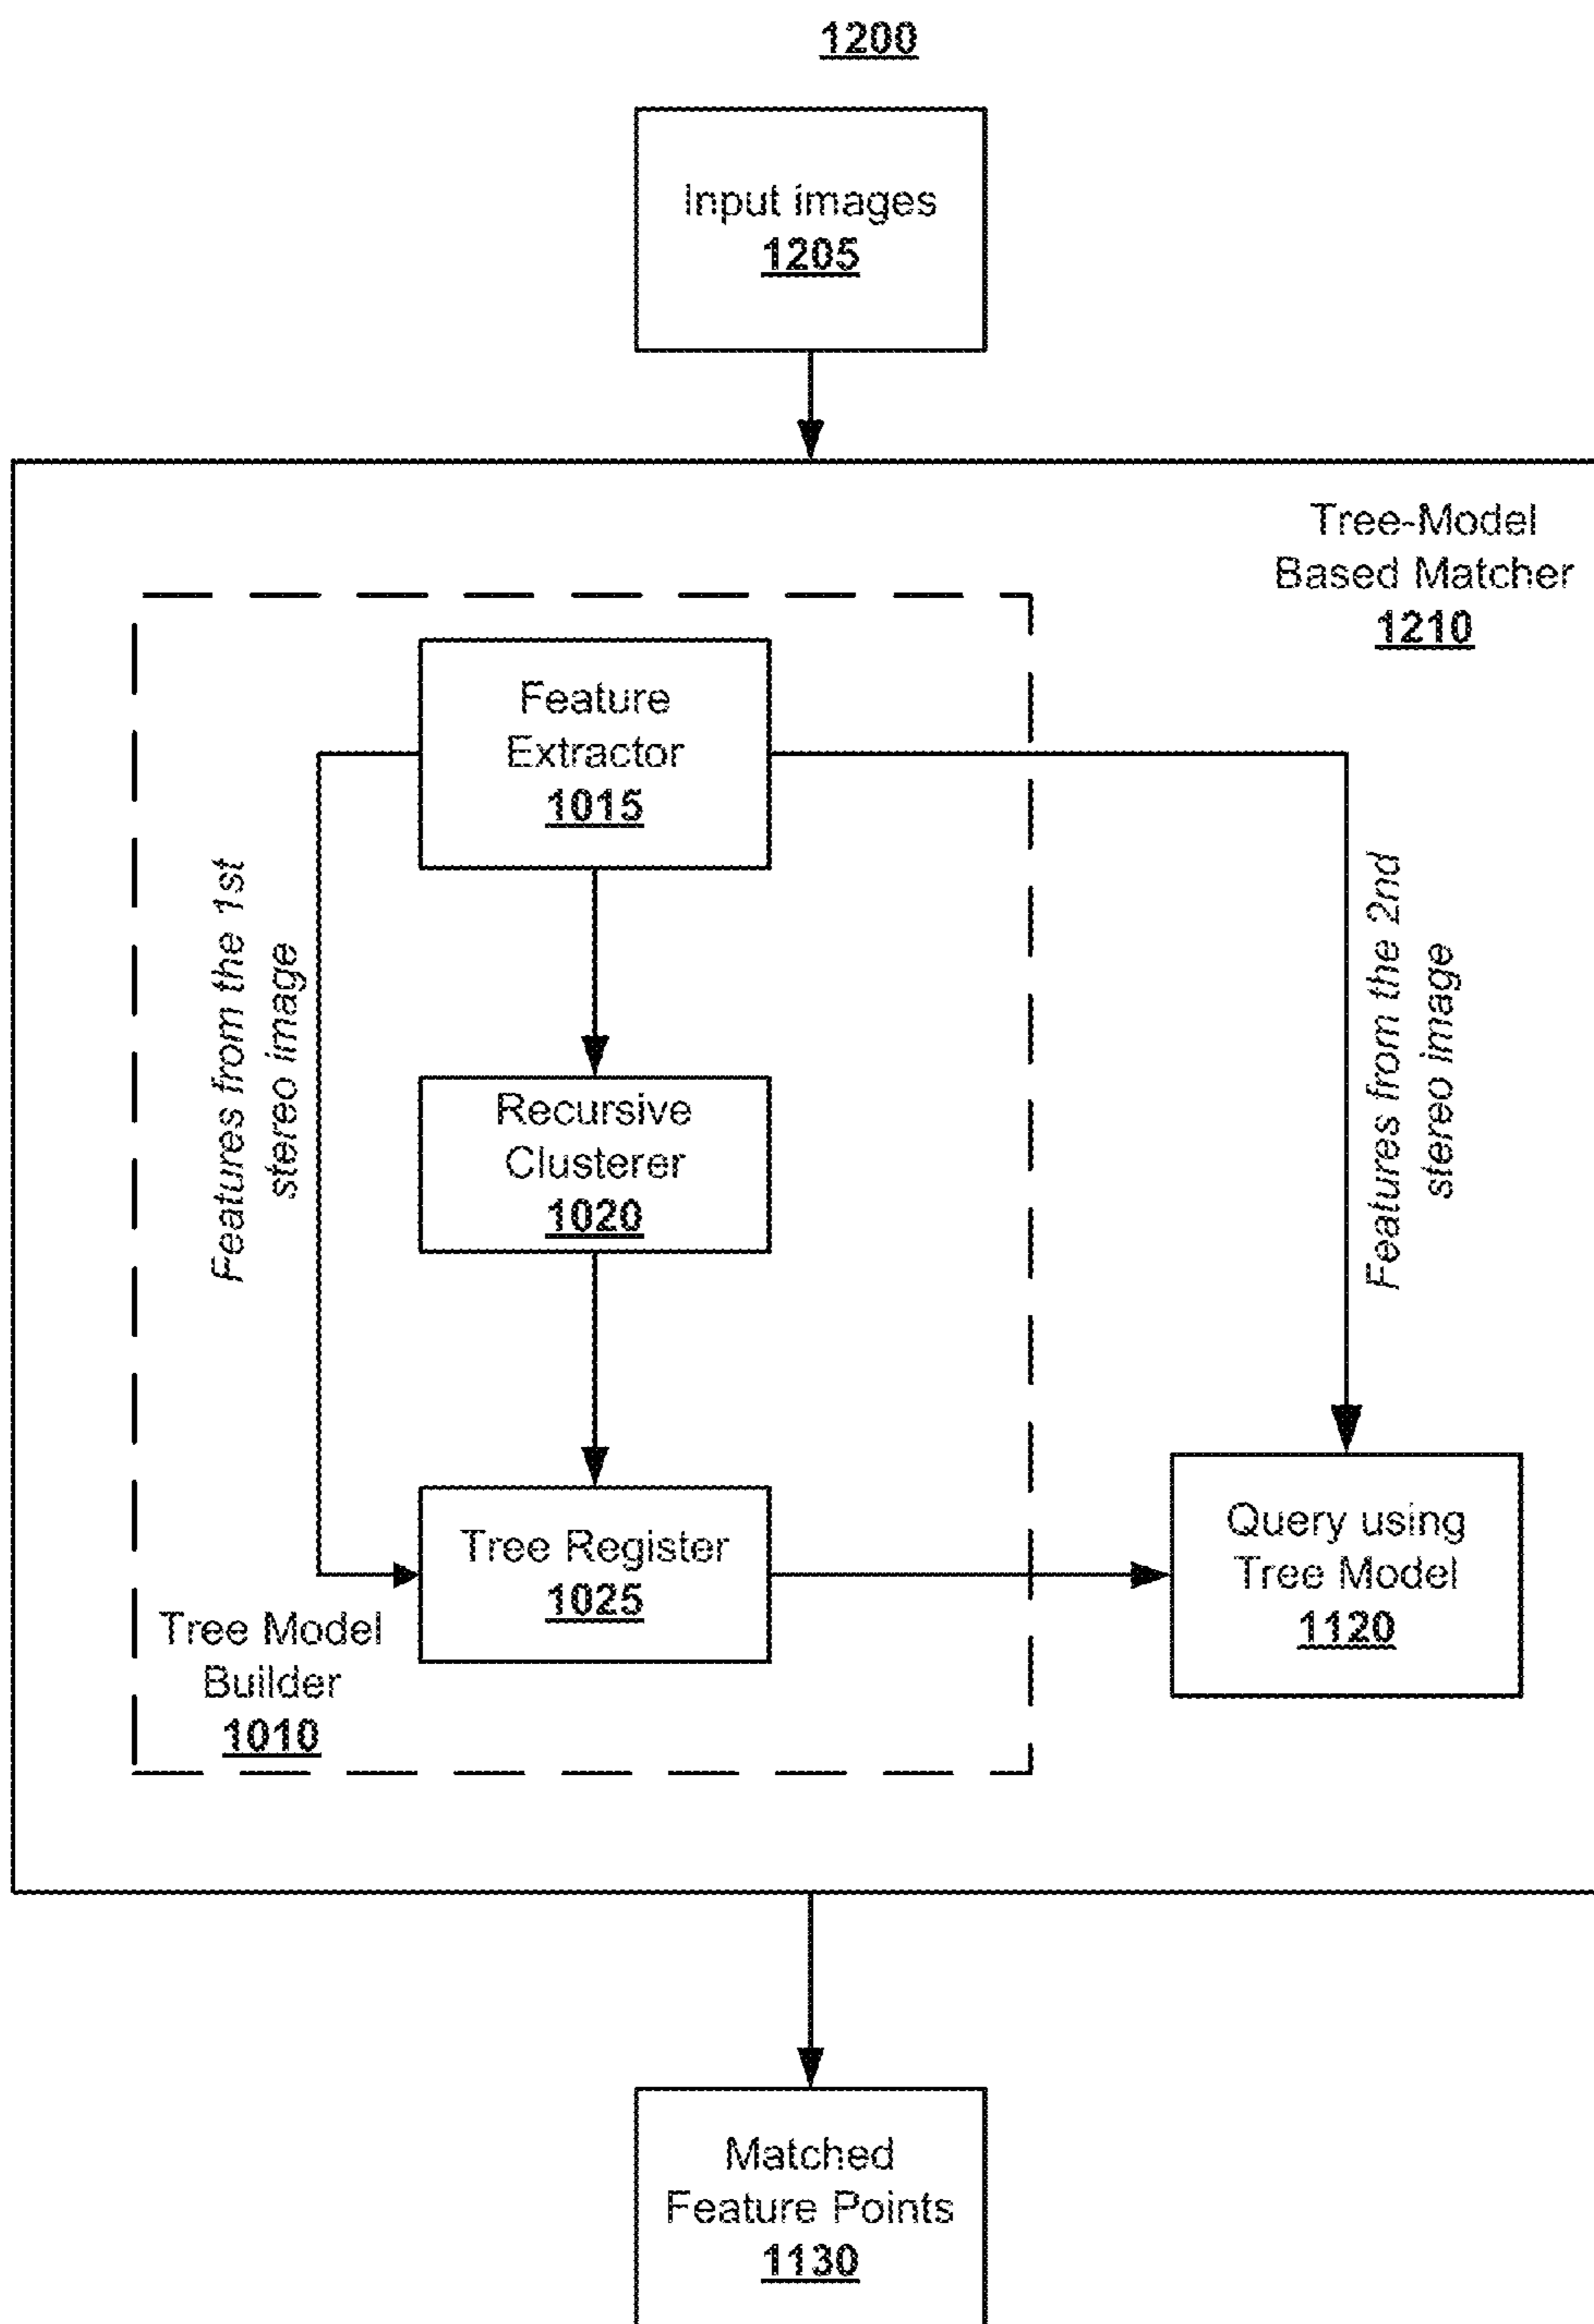 1200
Input images
1205
Tree-Model
Based Matcher
1210
Feature
Extractor
1015
Features from the 1st
stereo image
Features from the 2nd
stereo image
Recursive
Clusterer
1020
Tree Register
1025
Query using
Tree Model
1120
Tree Model
Builder
1010
Matched
Feature Points
1130